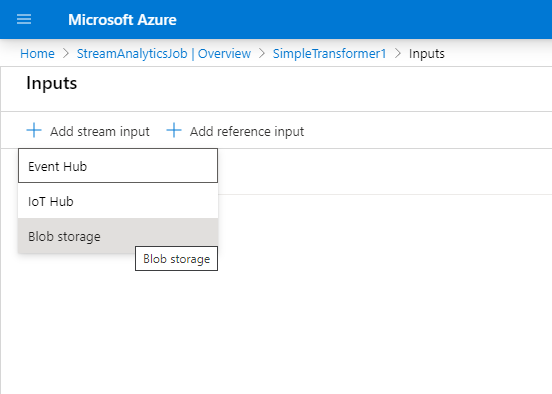 Microsoft Azure
Home > StreamAnalyticsJob | Overview > SimpleTransformer1 > Inputs
Inputs
+ Add stream input + Add reference input
Event Hub
IoT Hub
Blob storage
Blob storage